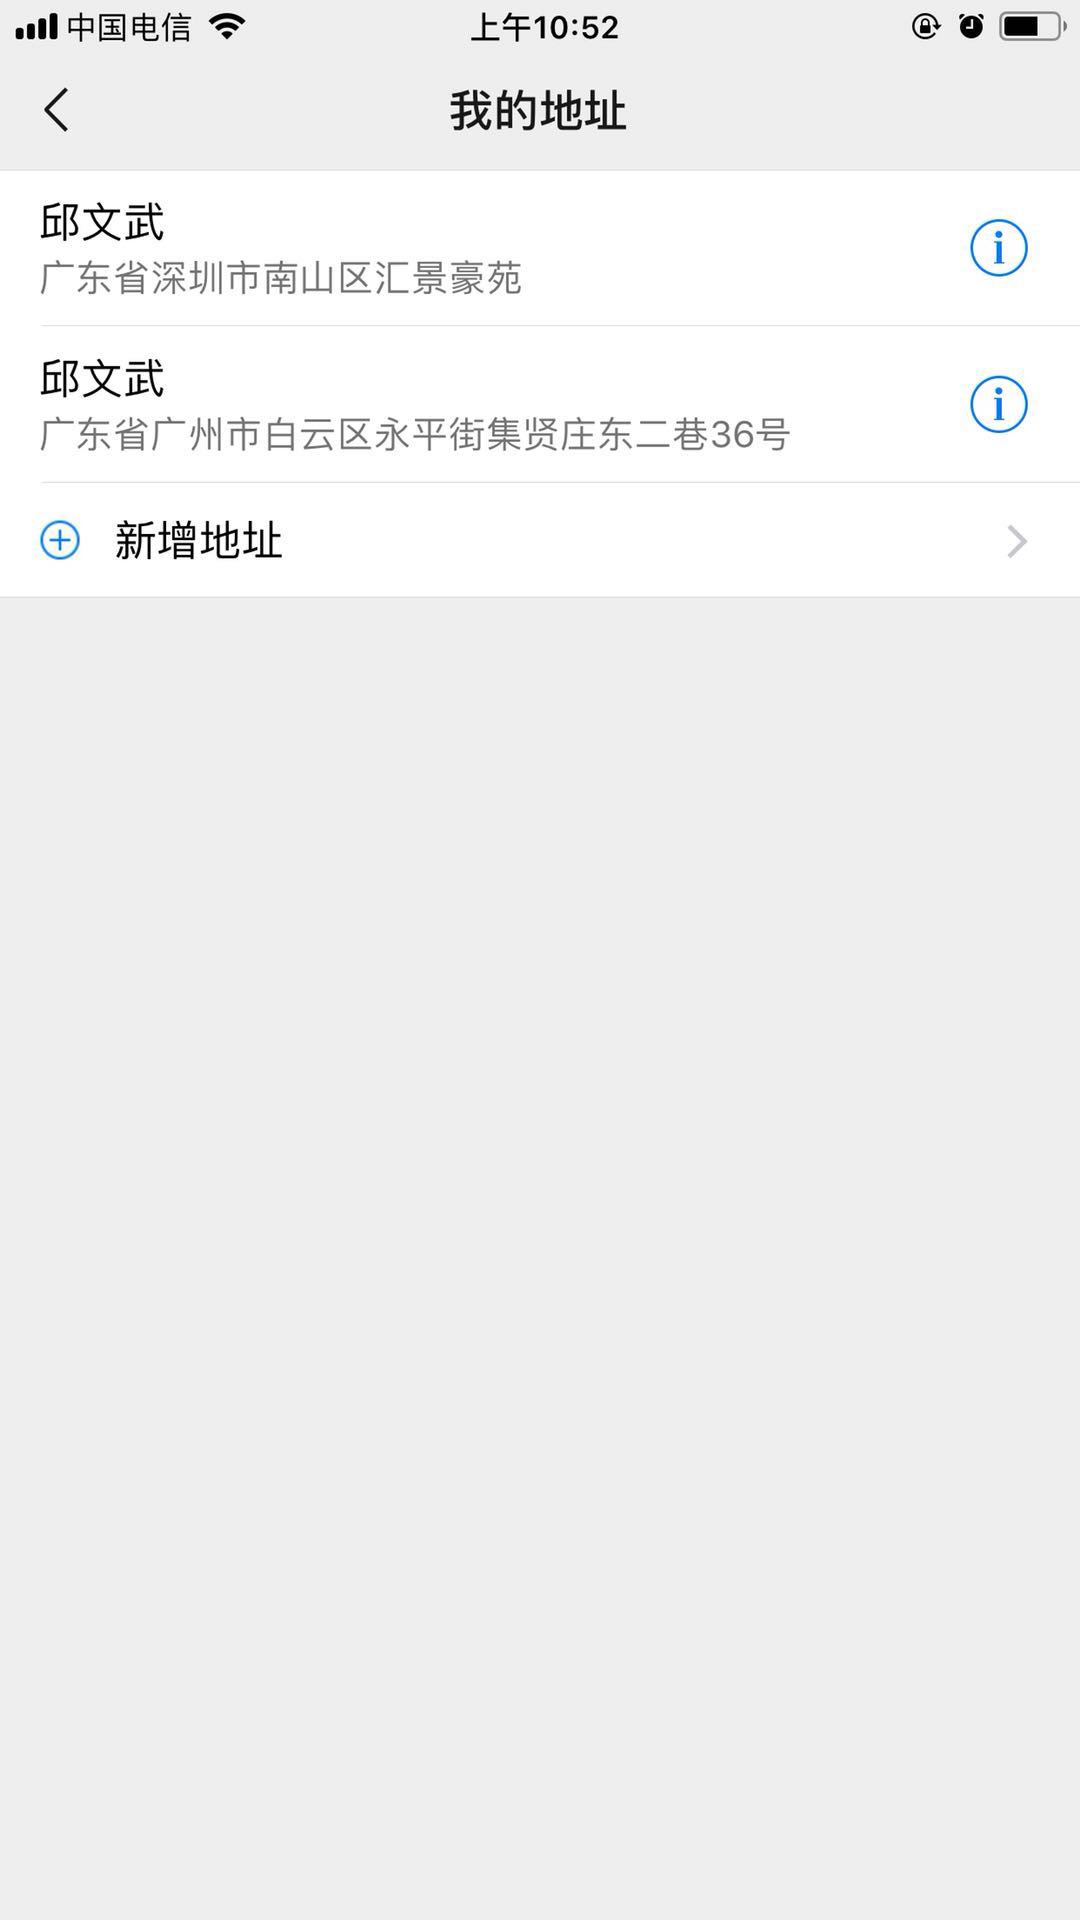 中国电信 上午10:52
我的地址
邱文武
广东省深圳市南山区汇景豪苑
邱文武
广东省广州市白云区永平街集贤庄东二巷36号
新增地址